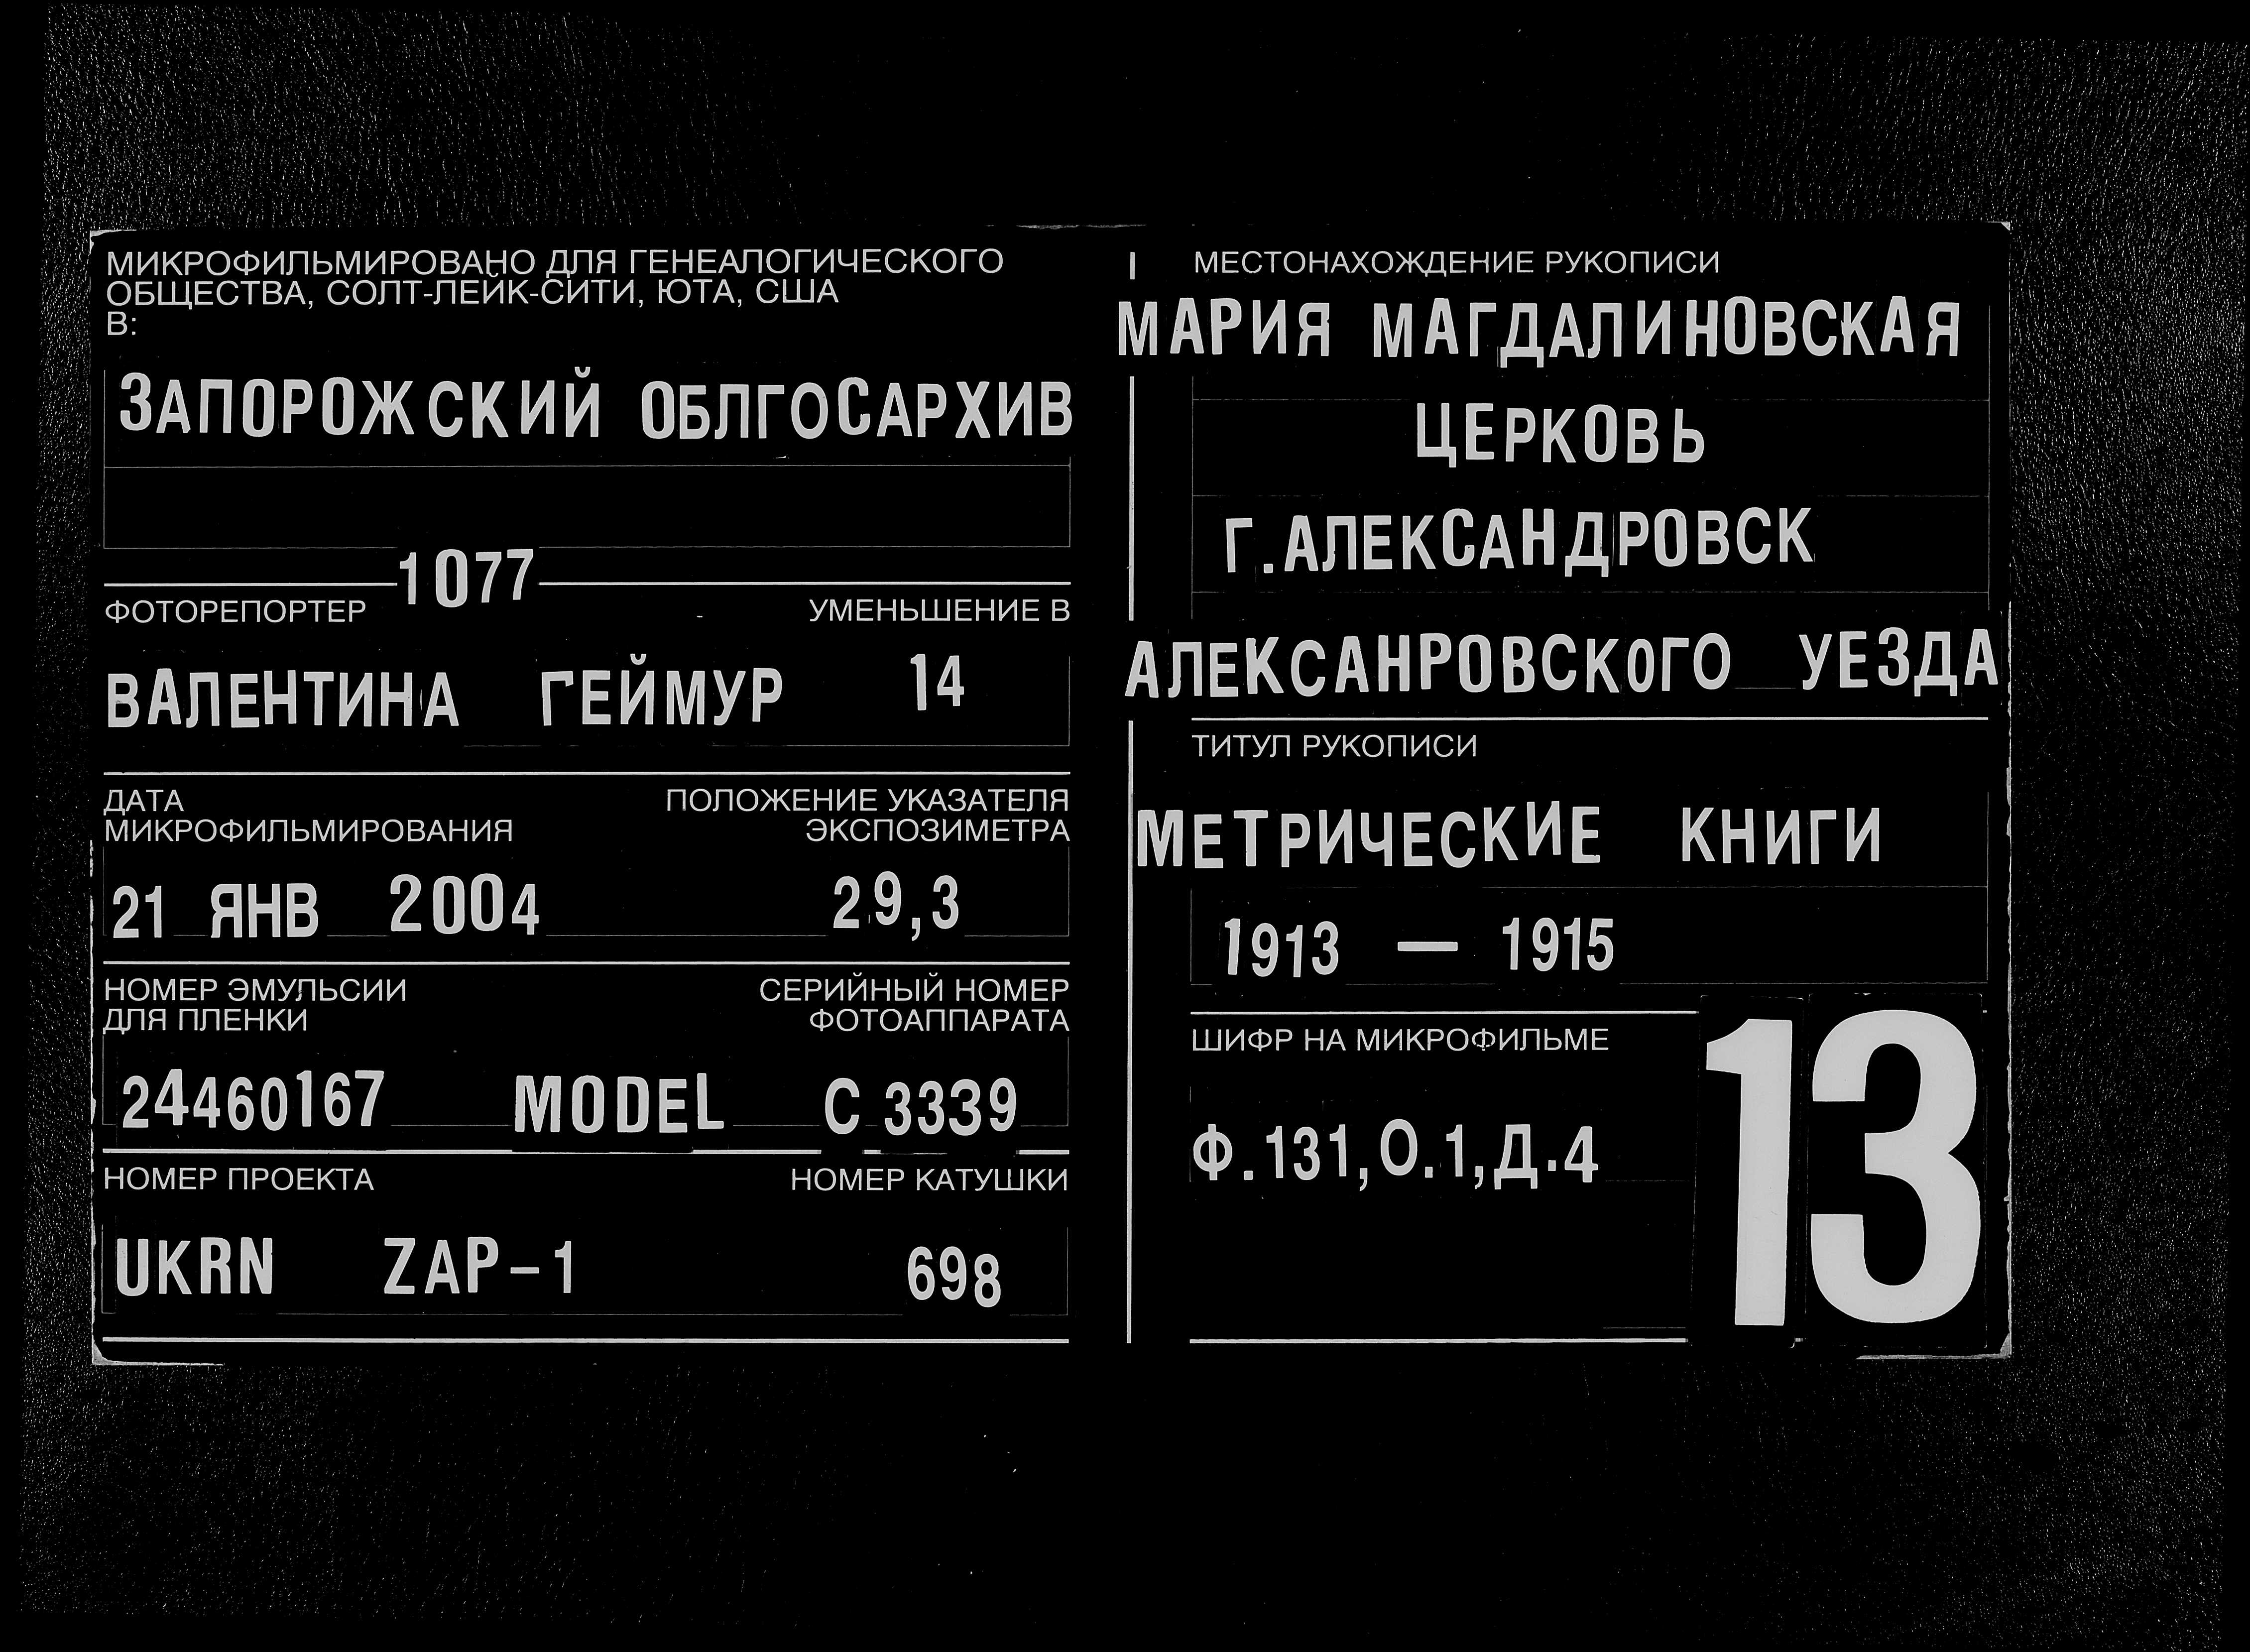 МИКРОФИЛЬМИРОВАНО ДЛЯ ГЕНЕАЛОГИЧЕСКОГО
ОБЩЕСТВА, СОЛТ-ЛЕЙК-СИТИ, ЮТА, США
В:
ЗАПОРОЖСКИЙ ОБЛГОСАРХИВ
1077
ФОТОРЕПОРТЕР УМЕНЬШЕНИЕ В
ВАЛЕНТИНА ГЕЙМУР 14
ДАТА ПОЛОЖЕНИЕ УКАЗАТЕЛЯ
МИКРОФИЛЬМИРОВАНИЯ ЭКСПОЗИМЕТРА
21 ЯНВ 2004 29,3
НОМЕР ЭМУЛЬСИИ СЕРИЙНЫЙ НОМЕР
ДЛЯ ПЛЕНКИ ФОТОАППАРАТА
24460167 MODEL C 3339
НОМЕР ПРОЕКТА НОМЕР КАТУШКИ
UKRN ZAP-1 698
МЕСТОНАХОЖДЕНИЕ РУКОПИСИ
МАРИЯ МАГДАЛИНОВСКАЯ
ЦЕРКОВЬ
Г.АЛЕКСАНДРОВСК
АЛЕКСАНРОВСКОГО УЕЗДА
ТИТУЛ РУКОПИСИ
МЕТРИЧЕСКИЕ КНИГИ
1913 — 1915
ШИФР НА МИКРОФИЛЬМЕ
Ф.131,О.1,Д.4
13